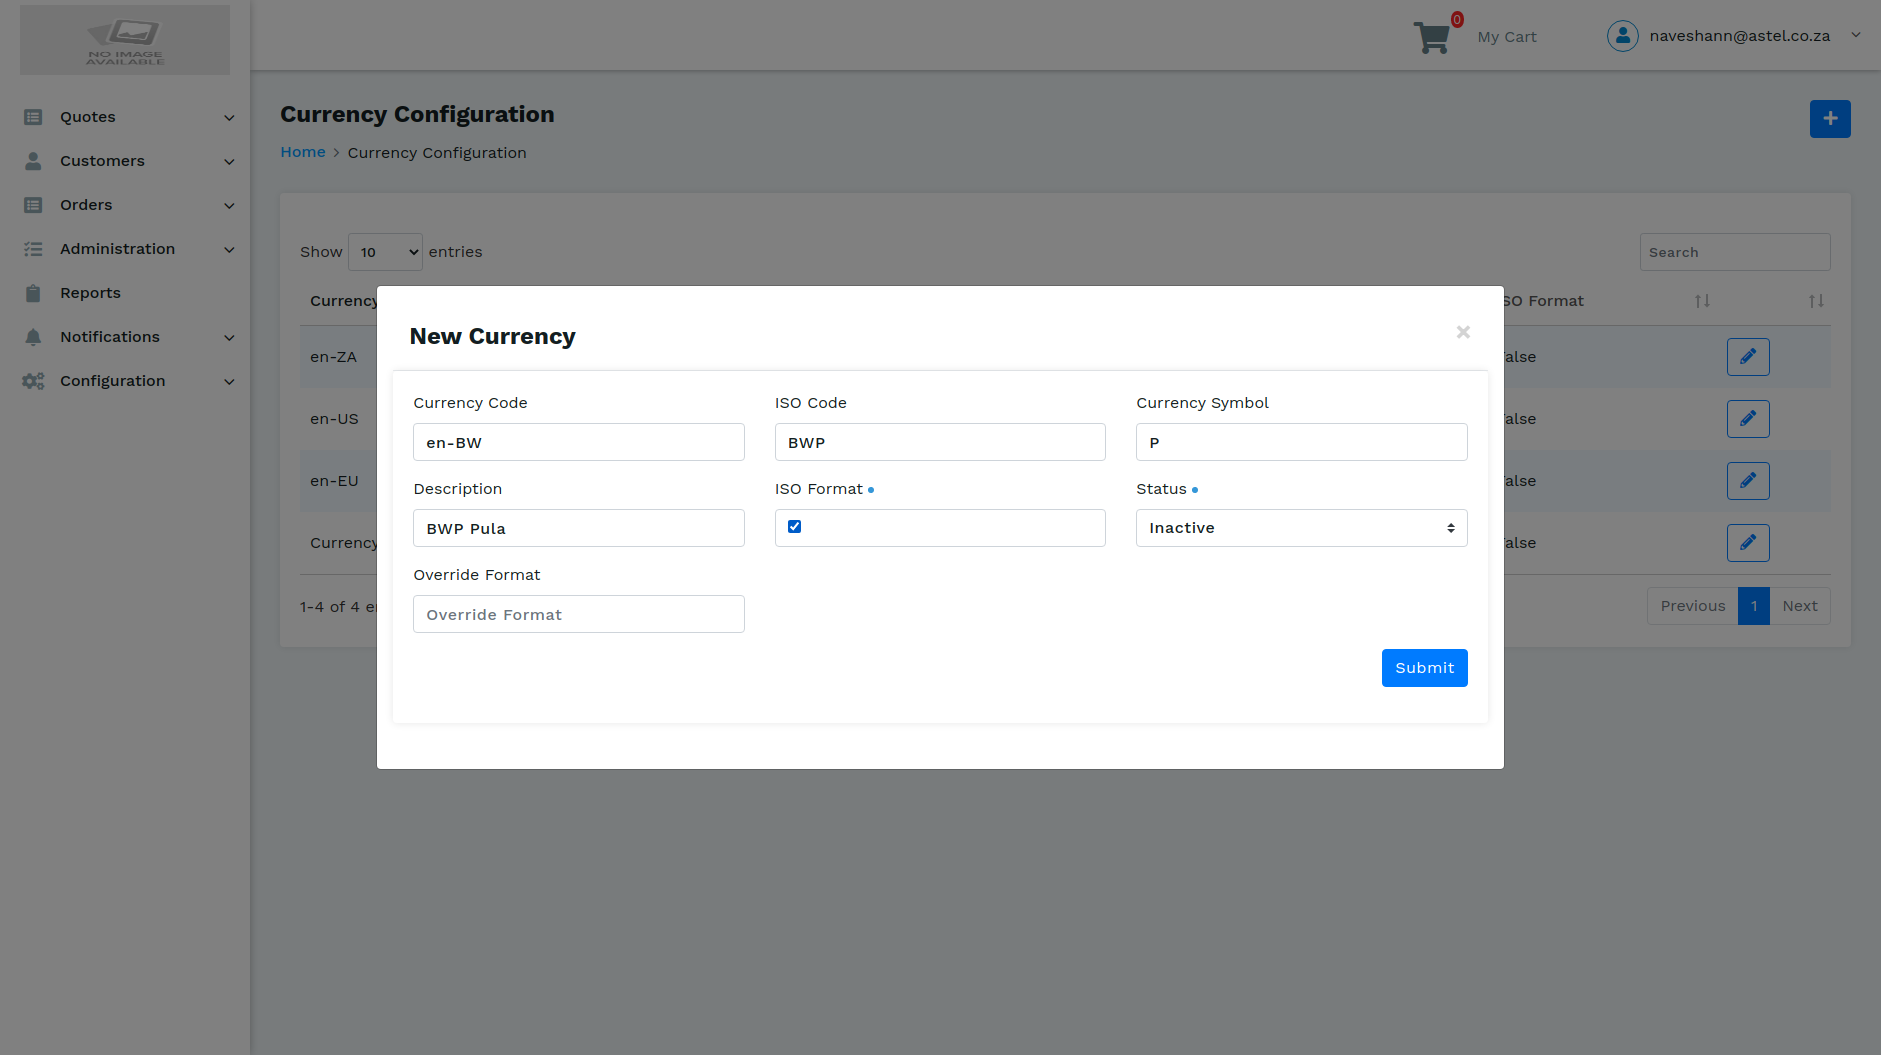 NO IMAGE
AVAILABLE
0
My Cart
naveshann@astel.co.za
Quotes
Customers
Orders
Administration
Reports
Notifications
Configuration
Currency Configuration
Home > Currency Configuration
Show 10 entries
Search
Currency
SO Format
en-ZA
alse
en-US
alse
en-EU
alse
Currency
alse
1-4 of 4 e
Previous 1 Next
New Currency
×
Currency Code ISO Code Currency Symbol
en-BW BWP P
Description ISO Format Status
BWP Pula Inactive
Override Format
Override Format
Submit